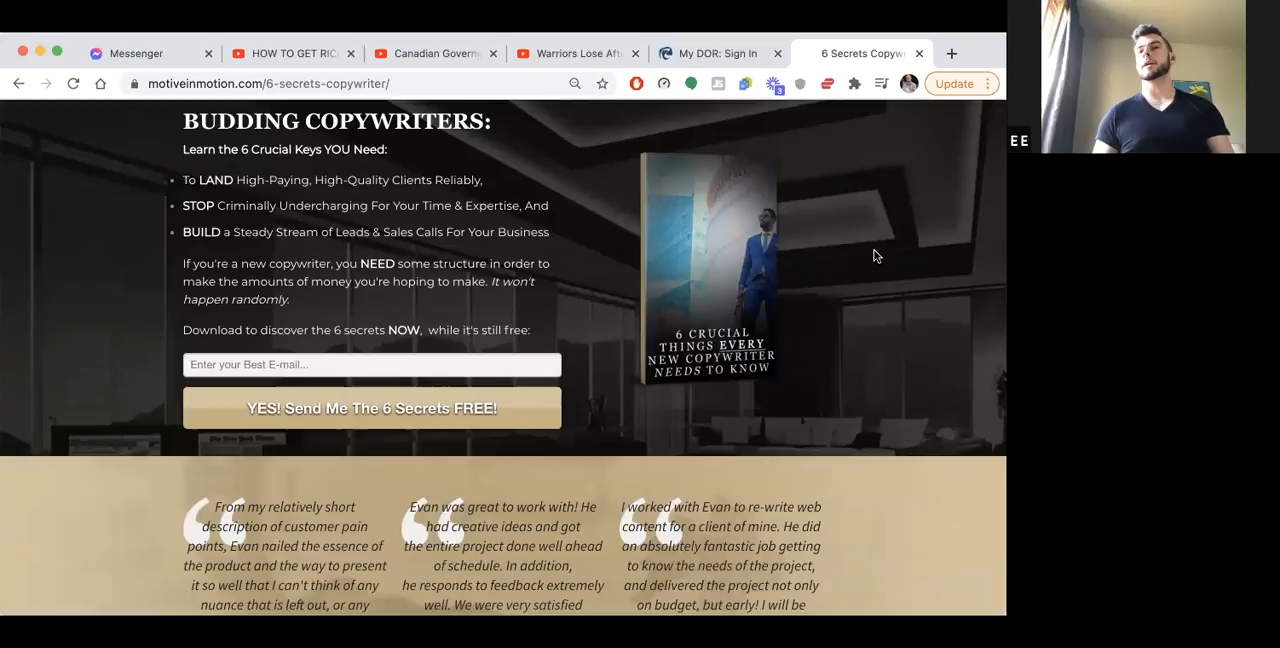 Messenger
HOW TO GET RIC
Canadian Govern
Warriors Lose Aft
My DOR: Sign In
6 Secrets Copyw
motiveinmotion.com/6-secrets-copywriter/
JS
3
Update
EE
BUDDING COPYWRITERS:
Learn the 6 Crucial Keys YOU Need:
To LAND High-Paying, High-Quality Clients Reliably,
STOP Criminally Undercharging For Your Time & Expertise, And
BUILD a Steady Stream of Leads & Sales Calls For Your Business
If you're a new copywriter, you NEED some structure in order to
make the amounts of money you're hoping to make. It won't
happen randomly.
Download to discover the 6 secrets NOW, while it's still free:
Enter your Best E-mail...
YES! Send Me The 6 Secrets FREE!
6 CRUCIAL
THINGS EVERY
NEW COPYWRITER
NEEDS TO KNOW
From my relatively short
description of customer pain
points, Evan nailed the essence of
the product and the way to present
it so well that I can't think of any
nuance that is left out, or any
Evan was great to work with! He
had creative ideas and got
the entire project done well ahead
of schedule. In addition,
he responds to feedback extremely
well. We were very satisfied
I worked with Evan to re-write web
content for a client of mine. He did
an absolutely fantastic job getting
to know the needs of the project,
and delivered the project not only
on budget, but early! I will be